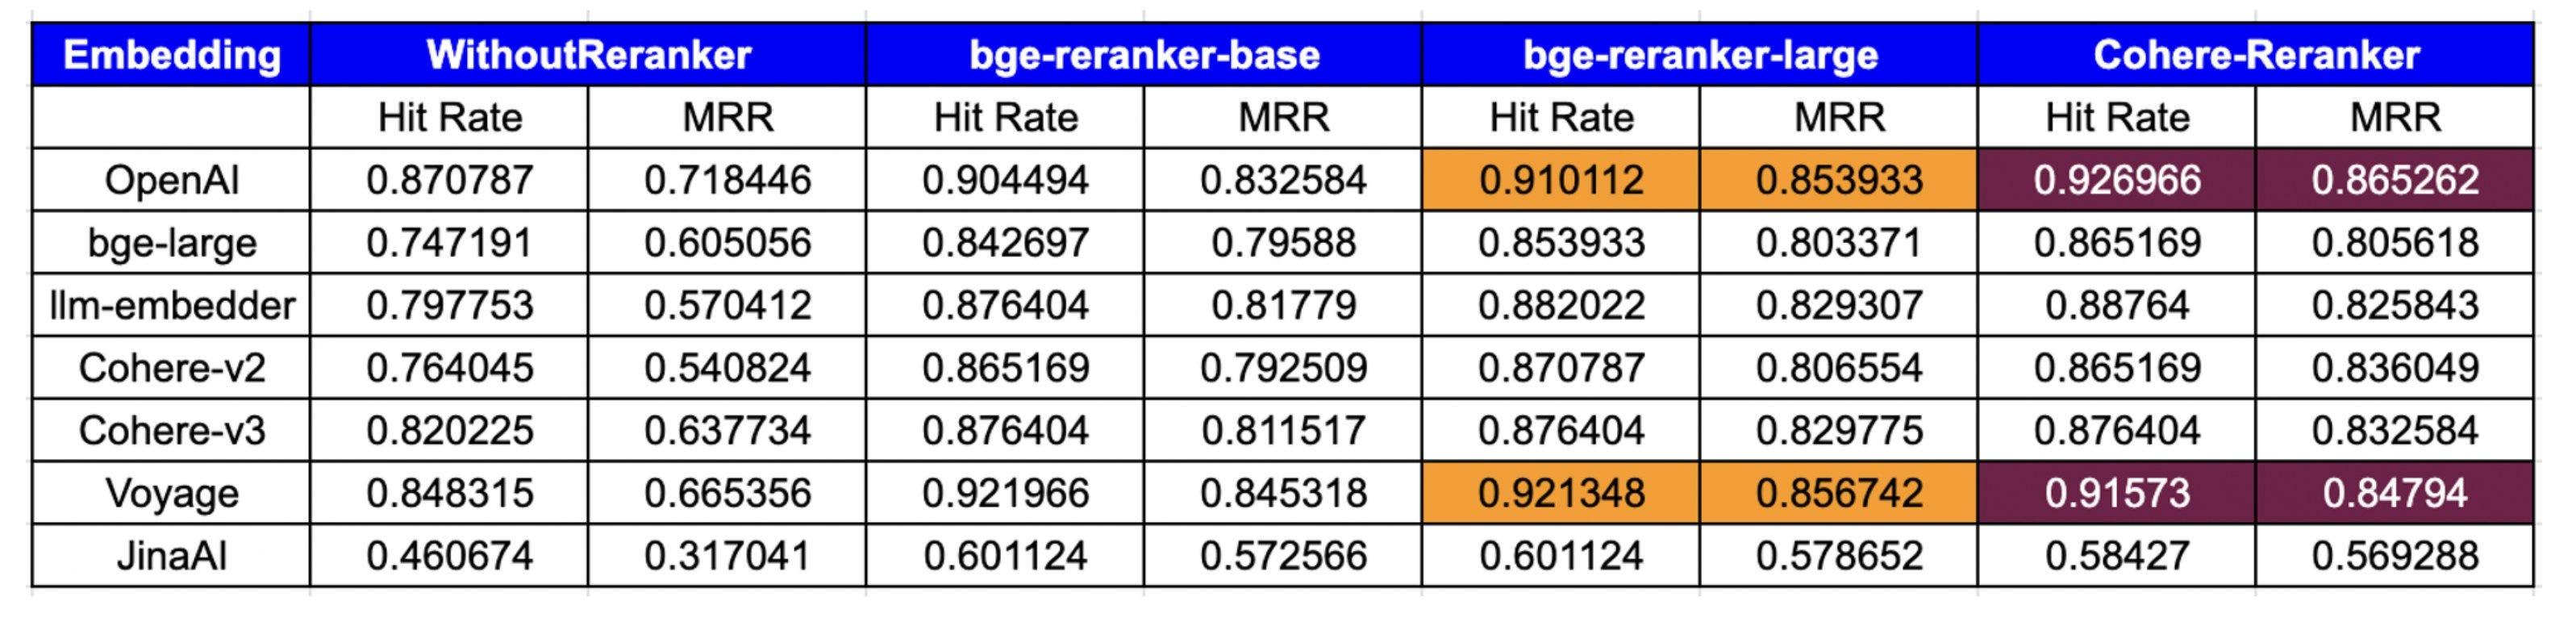 Embedding WithoutReranker bge-reranker-base bge-reranker-large Cohere-Reranker
Hit Rate MRR Hit Rate MRR Hit Rate MRR Hit Rate MRR
OpenAI 0.870787 0.718446 0.904494 0.832584 0.910112 0.853933 0.926966 0.865262
bge-large 0.747191 0.605056 0.842697 0.79588 0.853933 0.803371 0.865169 0.805618
llm-embedder 0.797753 0.570412 0.876404 0.81779 0.882022 0.829307 0.88764 0.825843
Cohere-v2 0.764045 0.540824 0.865169 0.792509 0.870787 0.806554 0.865169 0.836049
Cohere-v3 0.820225 0.637734 0.876404 0.811517 0.876404 0.829775 0.876404 0.832584
Voyage 0.848315 0.665356 0.921966 0.845318 0.921348 0.856742 0.91573 0.84794
JinaAI 0.460674 0.317041 0.601124 0.572566 0.601124 0.578652 0.58427 0.569288